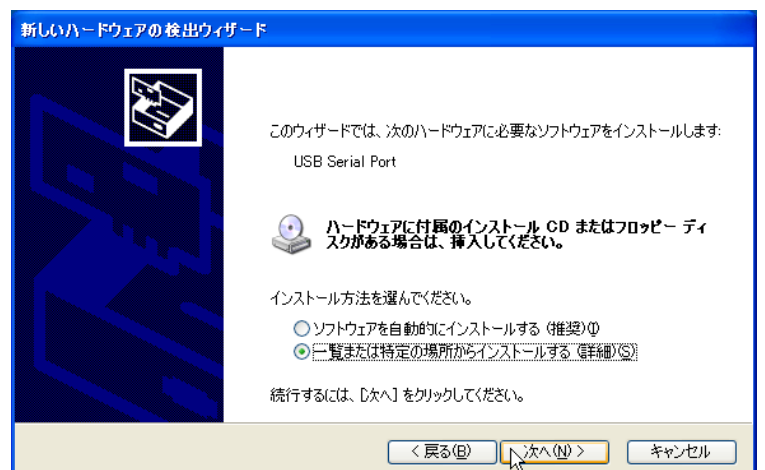 新しいハードウェアの検出ウィザード
このウィザードでは、次のハードウェアに必要なソフトウェアをインストールします:
USB Serial Port
ハードウェアに付属のインストール CD またはフロッピー ディ
スクがある場合は、挿入してください。
インストール方法を選んでください。
ソフトウェアを自動的にインストールする (推奨)(I)
一覧または特定の場所からインストールする (詳細)(S)
続行するには、[次へ] をクリックしてください。
< 戻る(B)
次へ(N) >
キャンセル